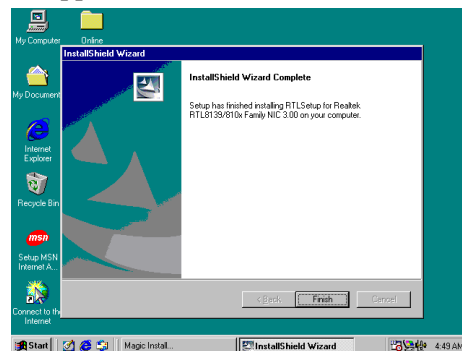 My Computer
Online
InstallShield Wizard
InstallShield Wizard Complete
Setup has finished installing RTLSetup for Realtek
RTL8139/810x Family NIC 3.00 on your computer.
My Document
Internet
Explorer
Recycle Bin
msn
Setup MSN
Internet A...
Connect to the
Internet
< Back
Finish
Cancel
Start
Magic Install...
InstallShield Wizard
4:49 AM